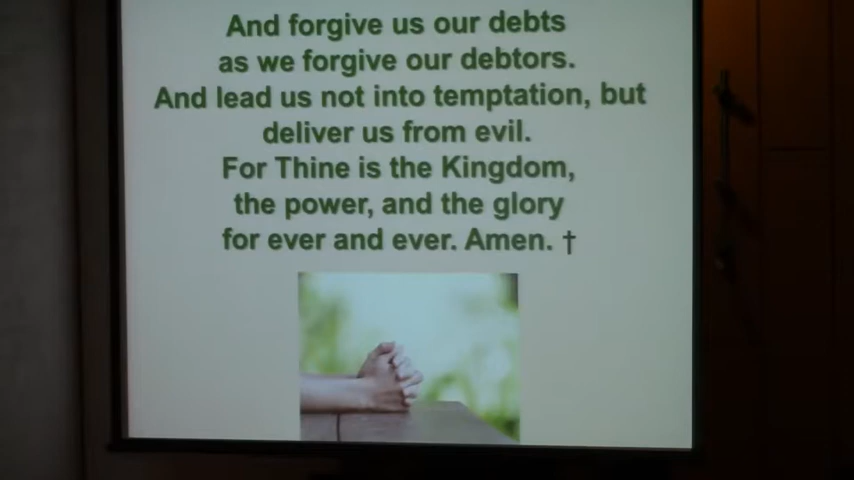 And forgive us our debts
as we forgive our debtors.
And lead us not into temptation, but
deliver us from evil.
For Thine is the Kingdom,
the power, and the glory
for ever and ever. Amen. †